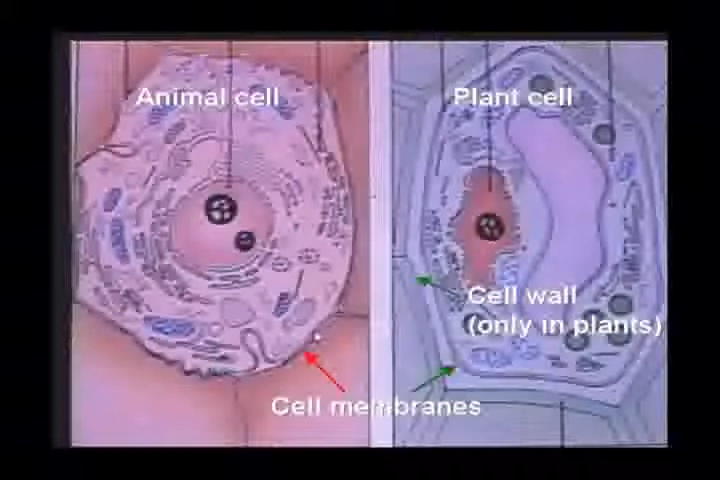 Animal cell
Plant cell
Cell wall
(only in plants)
Cell membranes